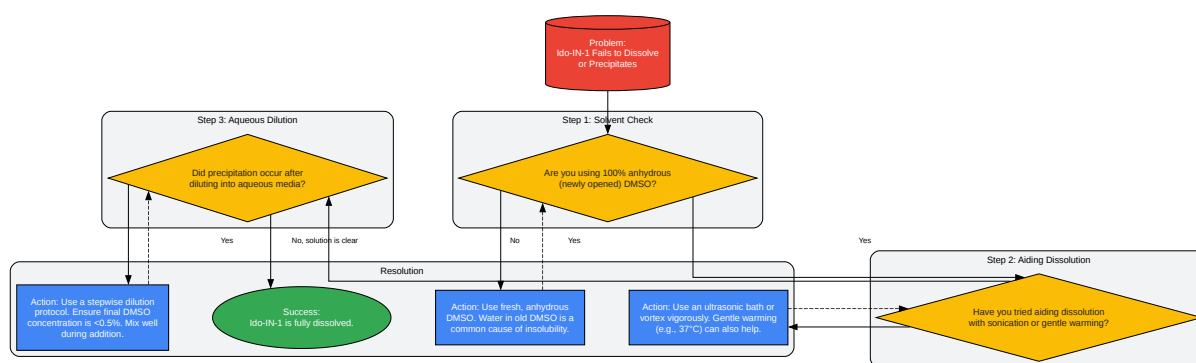 Problem:
Ido-IN-1 Fails to Dissolve
or Precipitates
Step 3: Aqueous Dilution
Step 1: Solvent Check
Did precipitation occur after
diluting into aqueous media?
Are you using 100% anhydrous
(newly opened) DMSO?
Yes
No, solution is clear
No
Yes
Yes
Resolution
Step 2: Aiding Dissolution
Action: Use a stepwise dilution
protocol. Ensure final DMSO
concentration is <0.5%. Mix well
during addition.
Success:
Ido-IN-1 is fully dissolved.
Action: Use fresh, anhydrous
DMSO. Water in old DMSO is a
common cause of insolubility.
Action: Use an ultrasonic bath or
vortex vigorously. Gentle warming
(e.g., 37°C) can also help.
Have you tried aiding dissolution
with sonication or gentle warming?